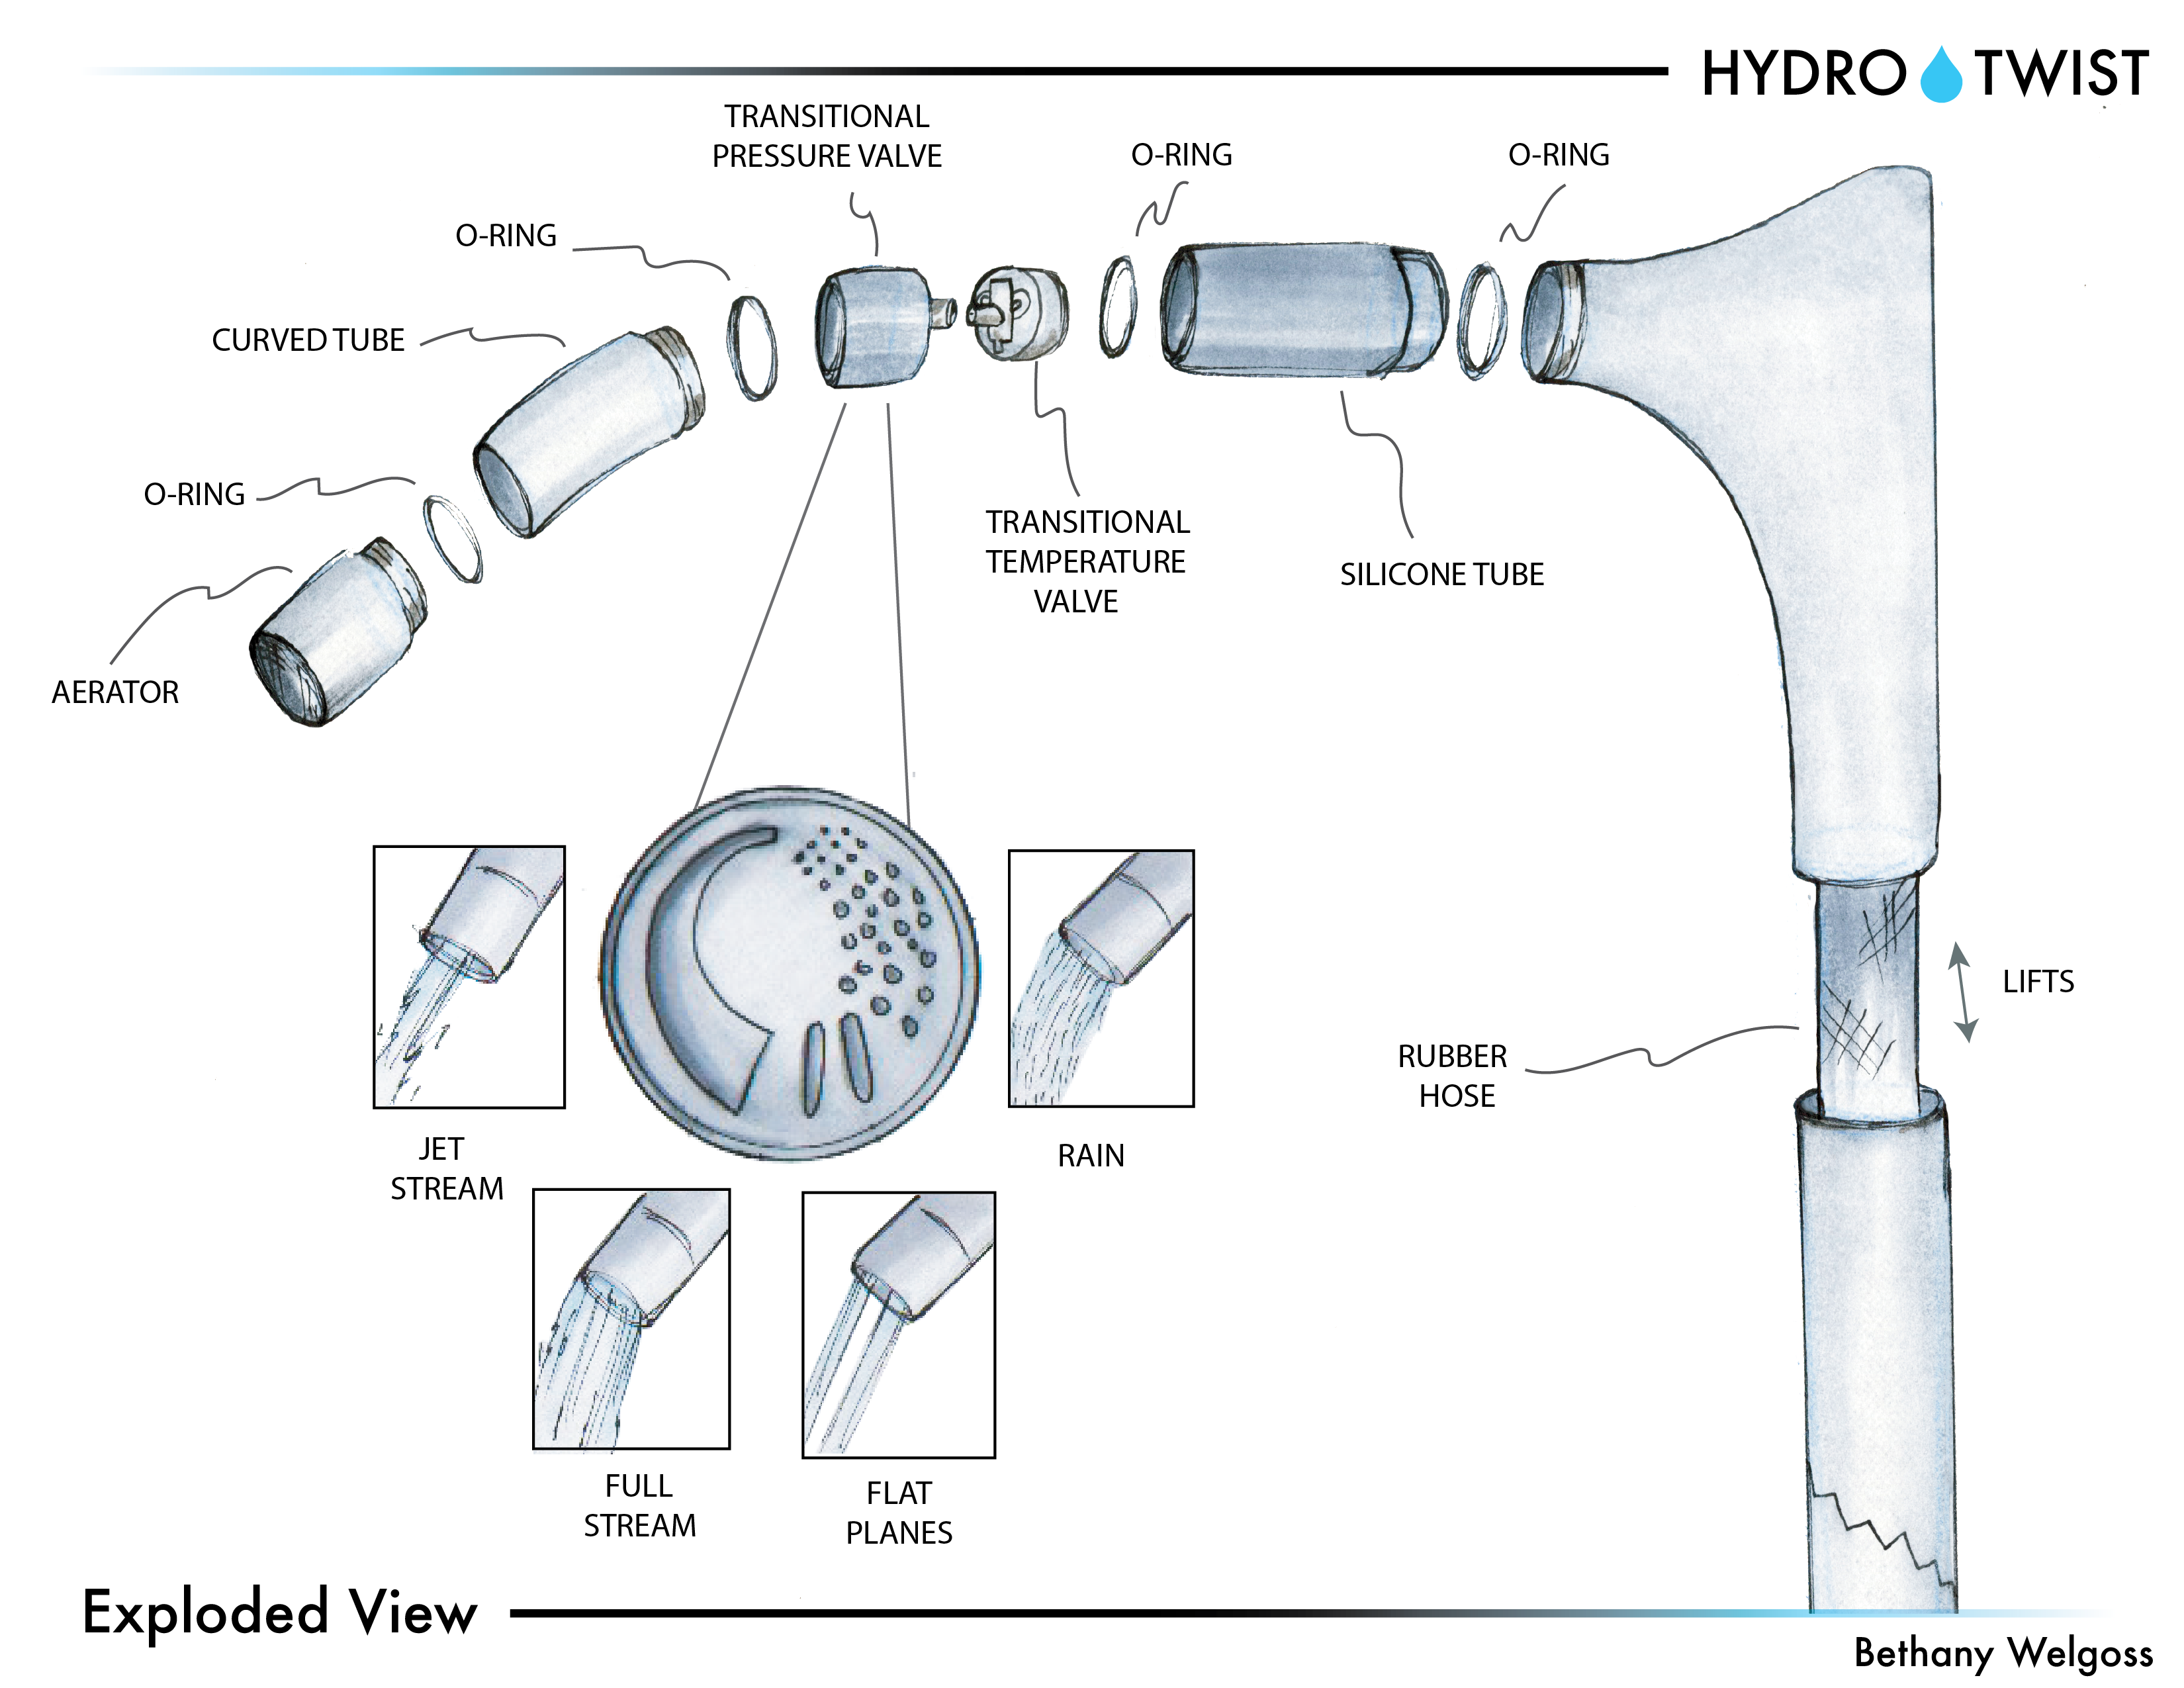 HYDRO TWIST
TRANSITIONAL
PRESSURE VALVE
O-RING
O-RING
O-RING
CURVED TUBE
O-RING
TRANSITIONAL
TEMPERATURE
VALVE
SILICONE TUBE
AERATOR
LIFTS
RUBBER
HOSE
JET
STREAM
RAIN
FULL
STREAM
FLAT
PLANES
Exploded View
Bethany Welgoss